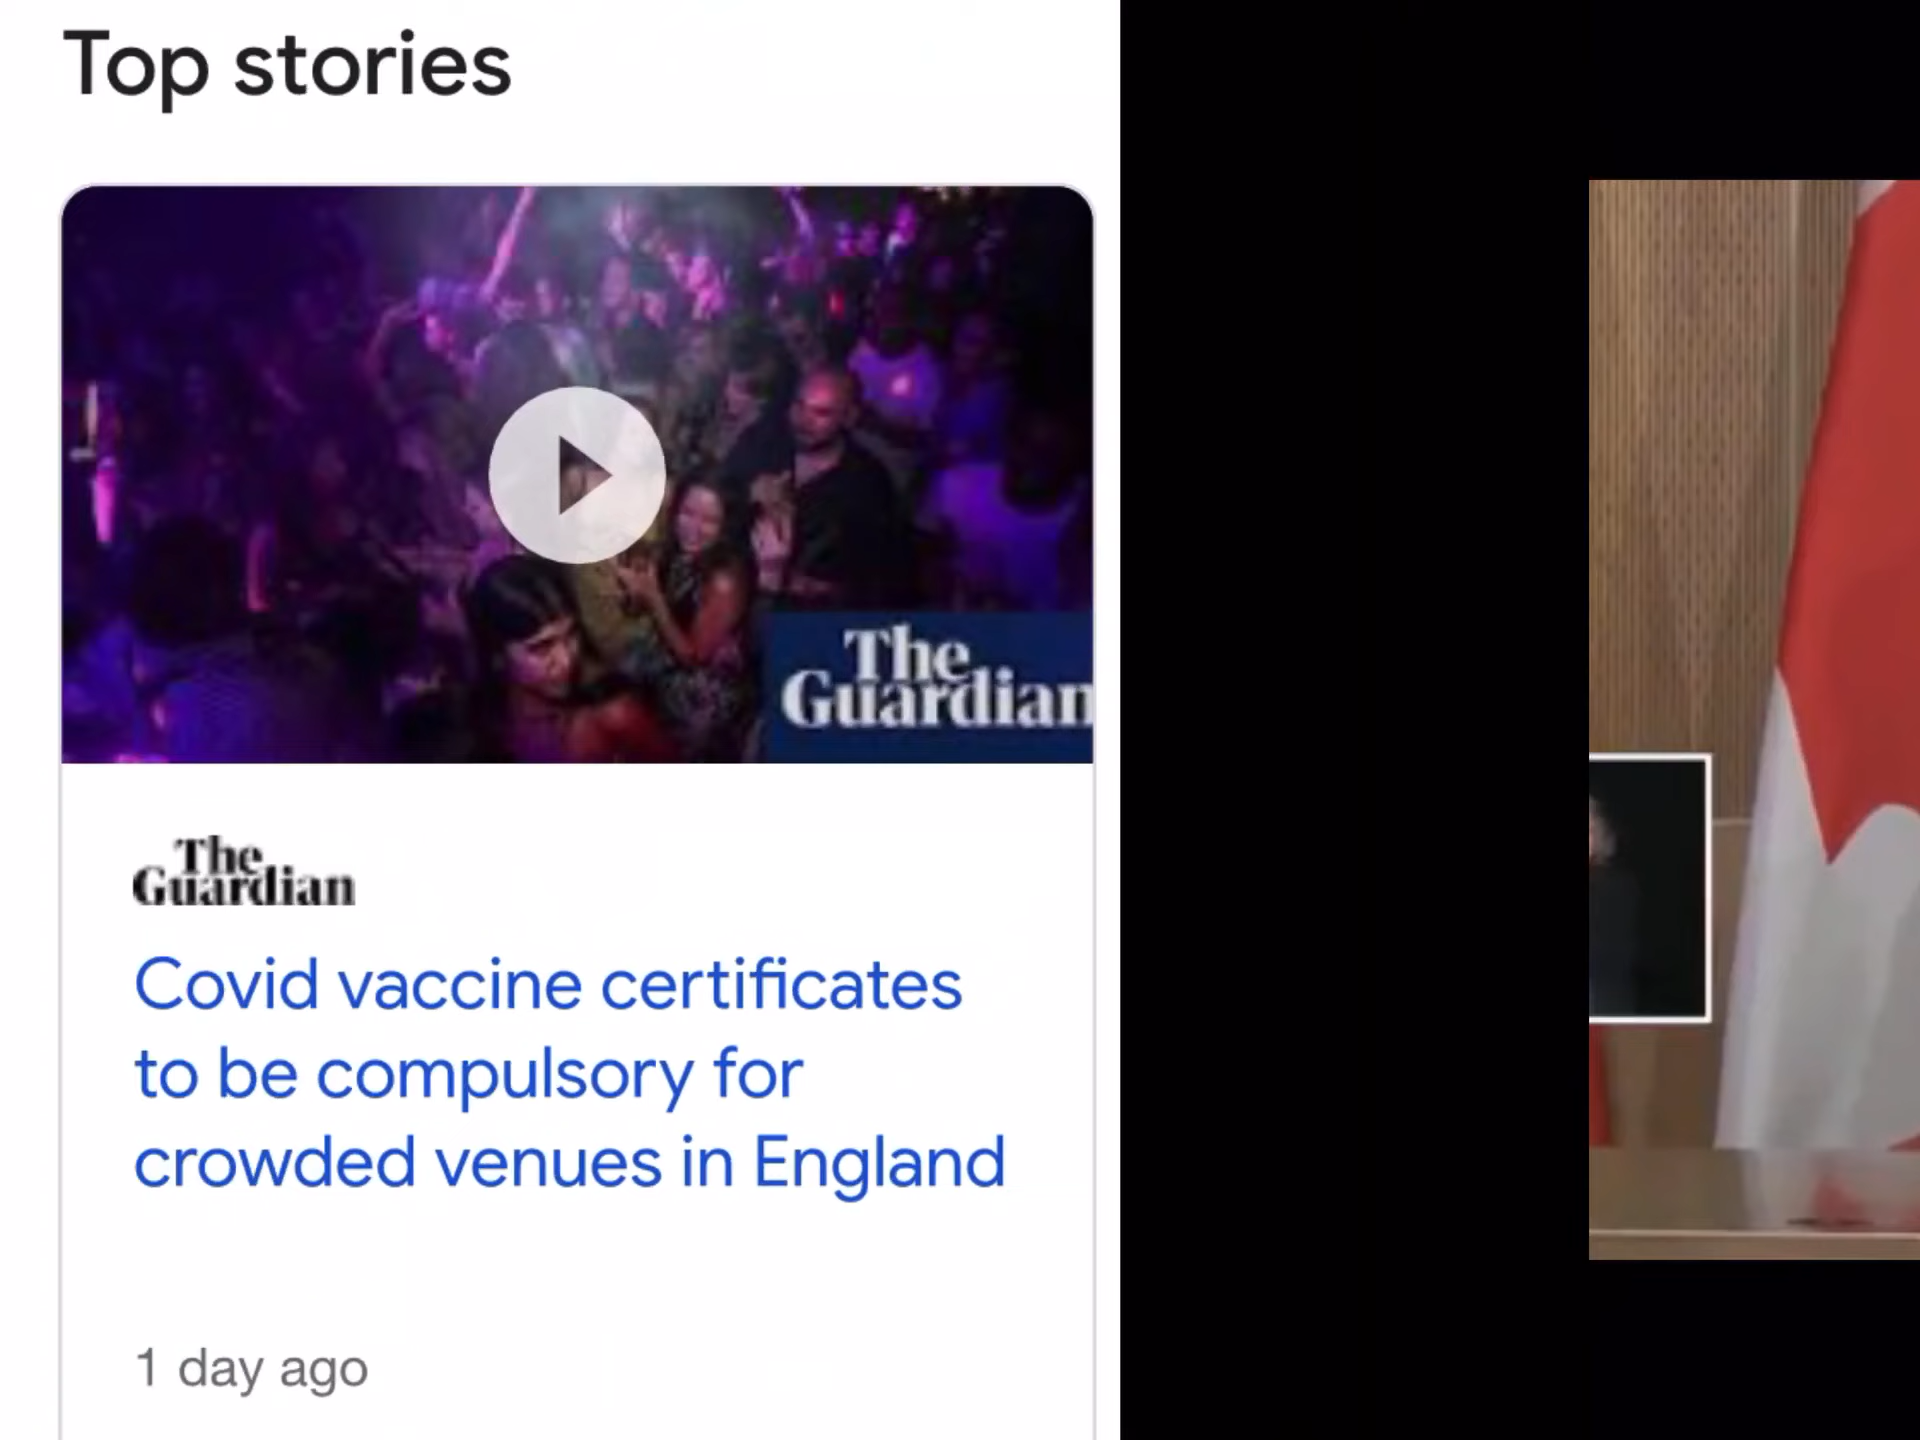 Top stories
The
Guardian
The
Guardian
Covid vaccine certificates
to be compulsory for
crowded venues in England
1 day ago